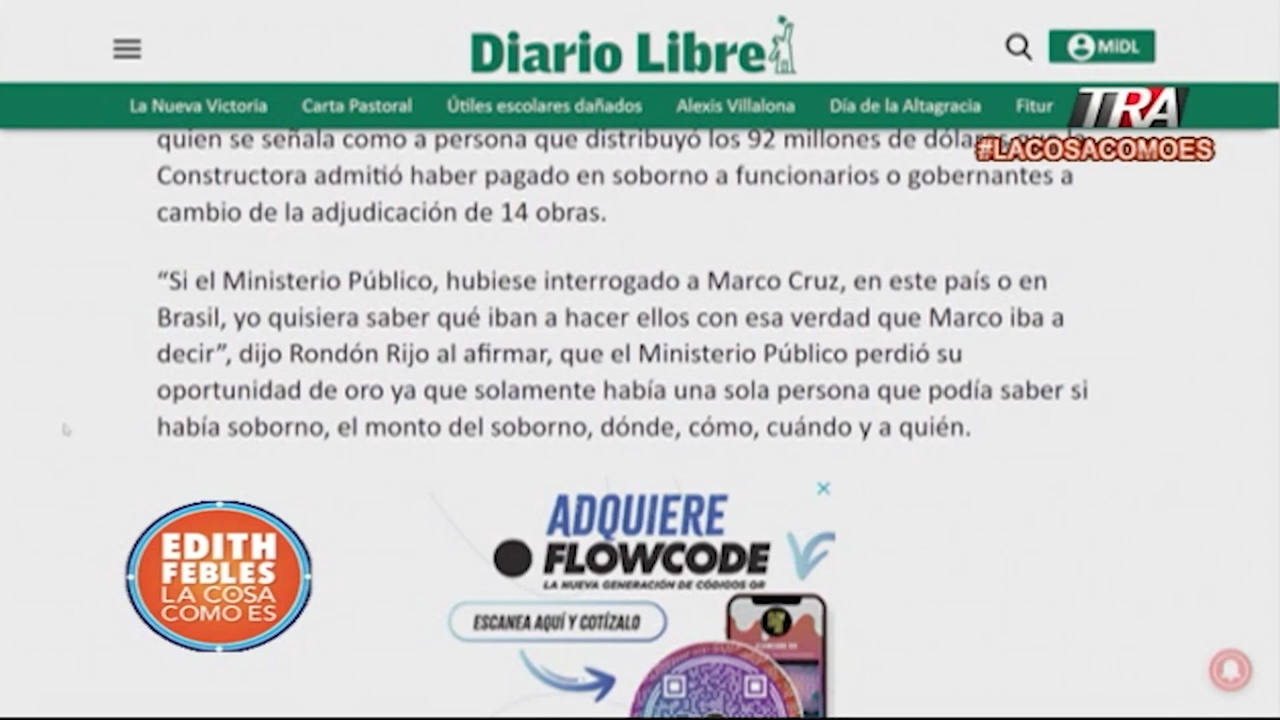 Diario Libre
MiDL
La Nueva Victoria Carta Pastoral Útiles escolares dañados Alexis Villalona Día de la Altagracia Fitur
TRA
#LACOSACOMOES
quien se señala como a persona que distribuyó los 92 millones de
Constructora admitió haber pagado en soborno a funcionarios o gobernantes a
cambio de la adjudicación de 14 obras.
“Si el Ministerio Público, hubiese interrogado a Marco Cruz, en este país o en
Brasil, yo quisiera saber qué iban a hacer ellos con esa verdad que Marco iba a
decir”, dijo Rondón Rijo al afirmar, que el Ministerio Público perdió su
oportunidad de oro ya que solamente había una sola persona que podía saber si
había soborno, el monto del soborno, dónde, cómo, cuándo y a quién.
EDITH
FEBLES
LA COSA
COMO ES
ADQUIERE
FLOWCODE
LA NUEVA GENERACIÓN DE CÓDIGOS QR
ESCANEA AQUÍ Y COTÍZALO